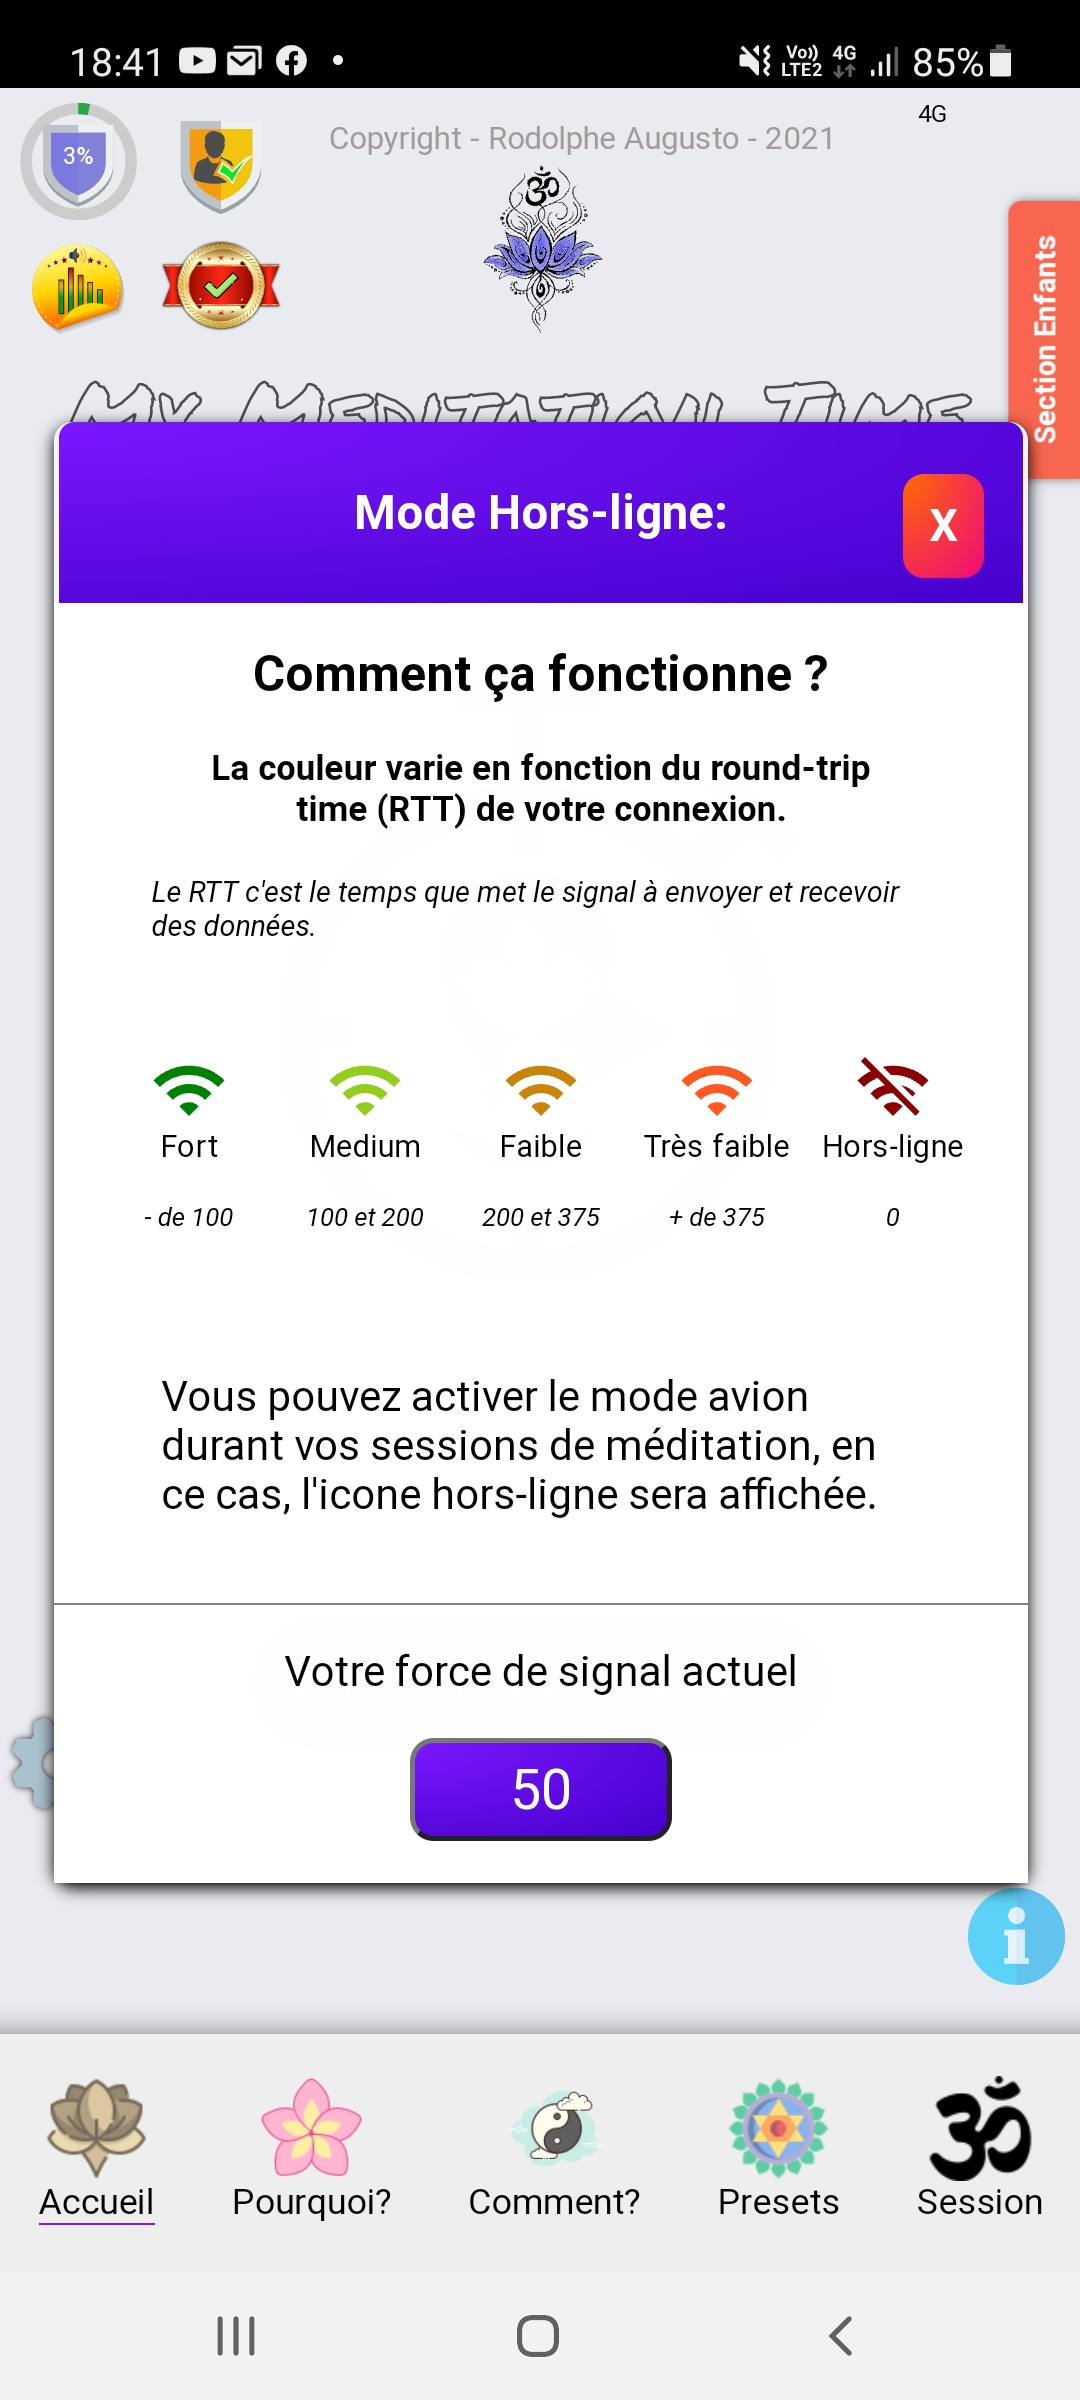 18:41
Vo))
LTE2
4G
85%
4G
3%
Copyright - Rodolphe Augusto - 2021
Section Enfants
My Meditation Time
Mode Hors-ligne:
X
Comment ça fonctionne ?
La couleur varie en fonction du round-trip
time (RTT) de votre connexion.
Le RTT c'est le temps que met le signal à envoyer et recevoir
des données.
Fort
Medium
Faible
Très faible
Hors-ligne
- de 100
100 et 200
200 et 375
+ de 375
0
Vous pouvez activer le mode avion
durant vos sessions de méditation, en
ce cas, l'icone hors-ligne sera affichée.
Votre force de signal actuel
50
Accueil
Pourquoi?
Comment?
Presets
Session